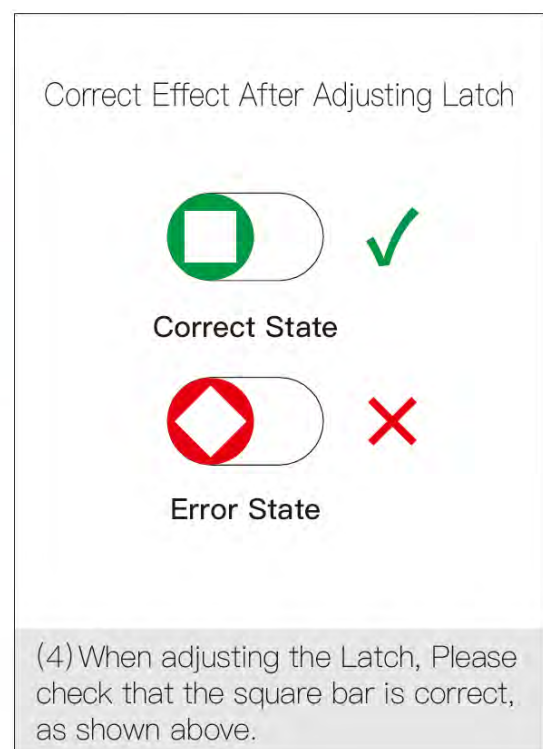 Correct Effect After Adjusting Latch
Correct State
Error State
(4)When adjusting the Latch, Please
check that the square bar is correct,
as shown above.